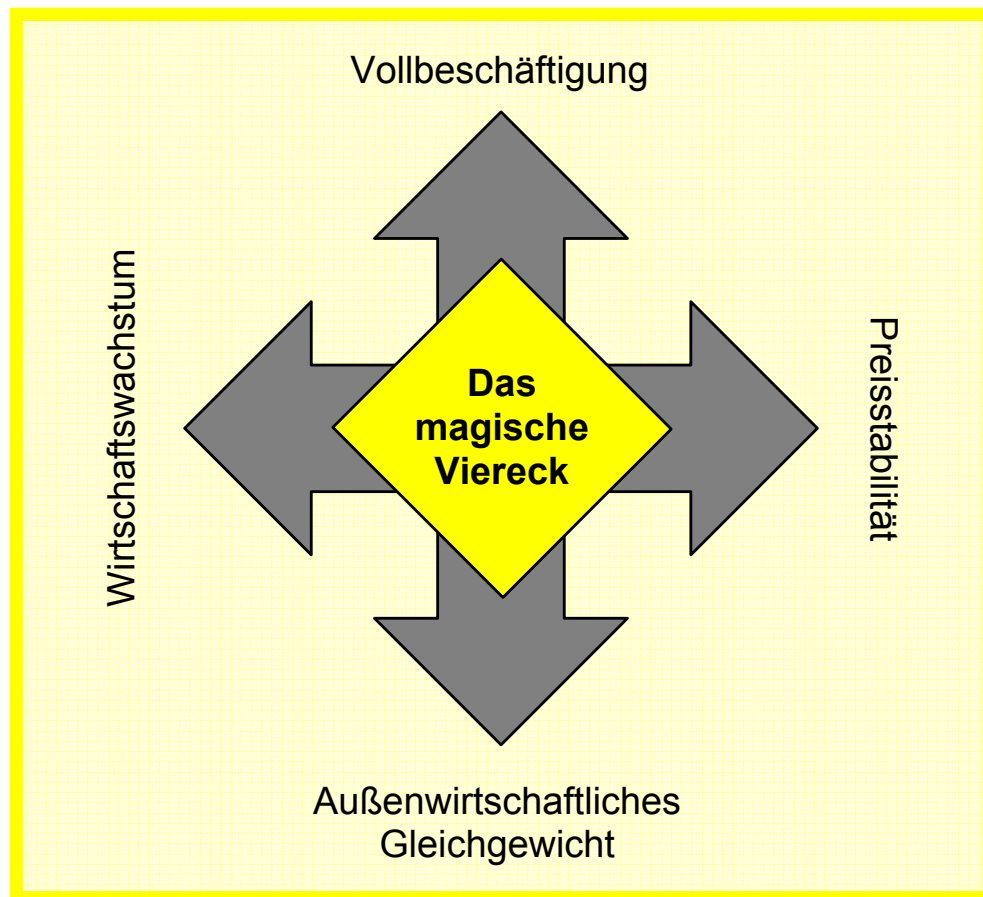 Vollbeschäftigung
Wirtschaftswachstum
Das
magische
Viereck
Preisstabilität
Außenwirtschaftliches
Gleichgewicht